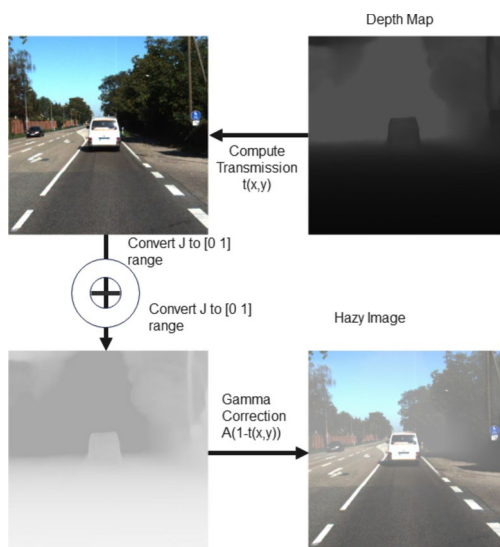 Depth Map
Compute
Transmission
t(x,y)
Convert J to [0 1]
range
Convert J to [0 1]
range
Hazy Image
Gamma
Correction
A(1-t(x,y))